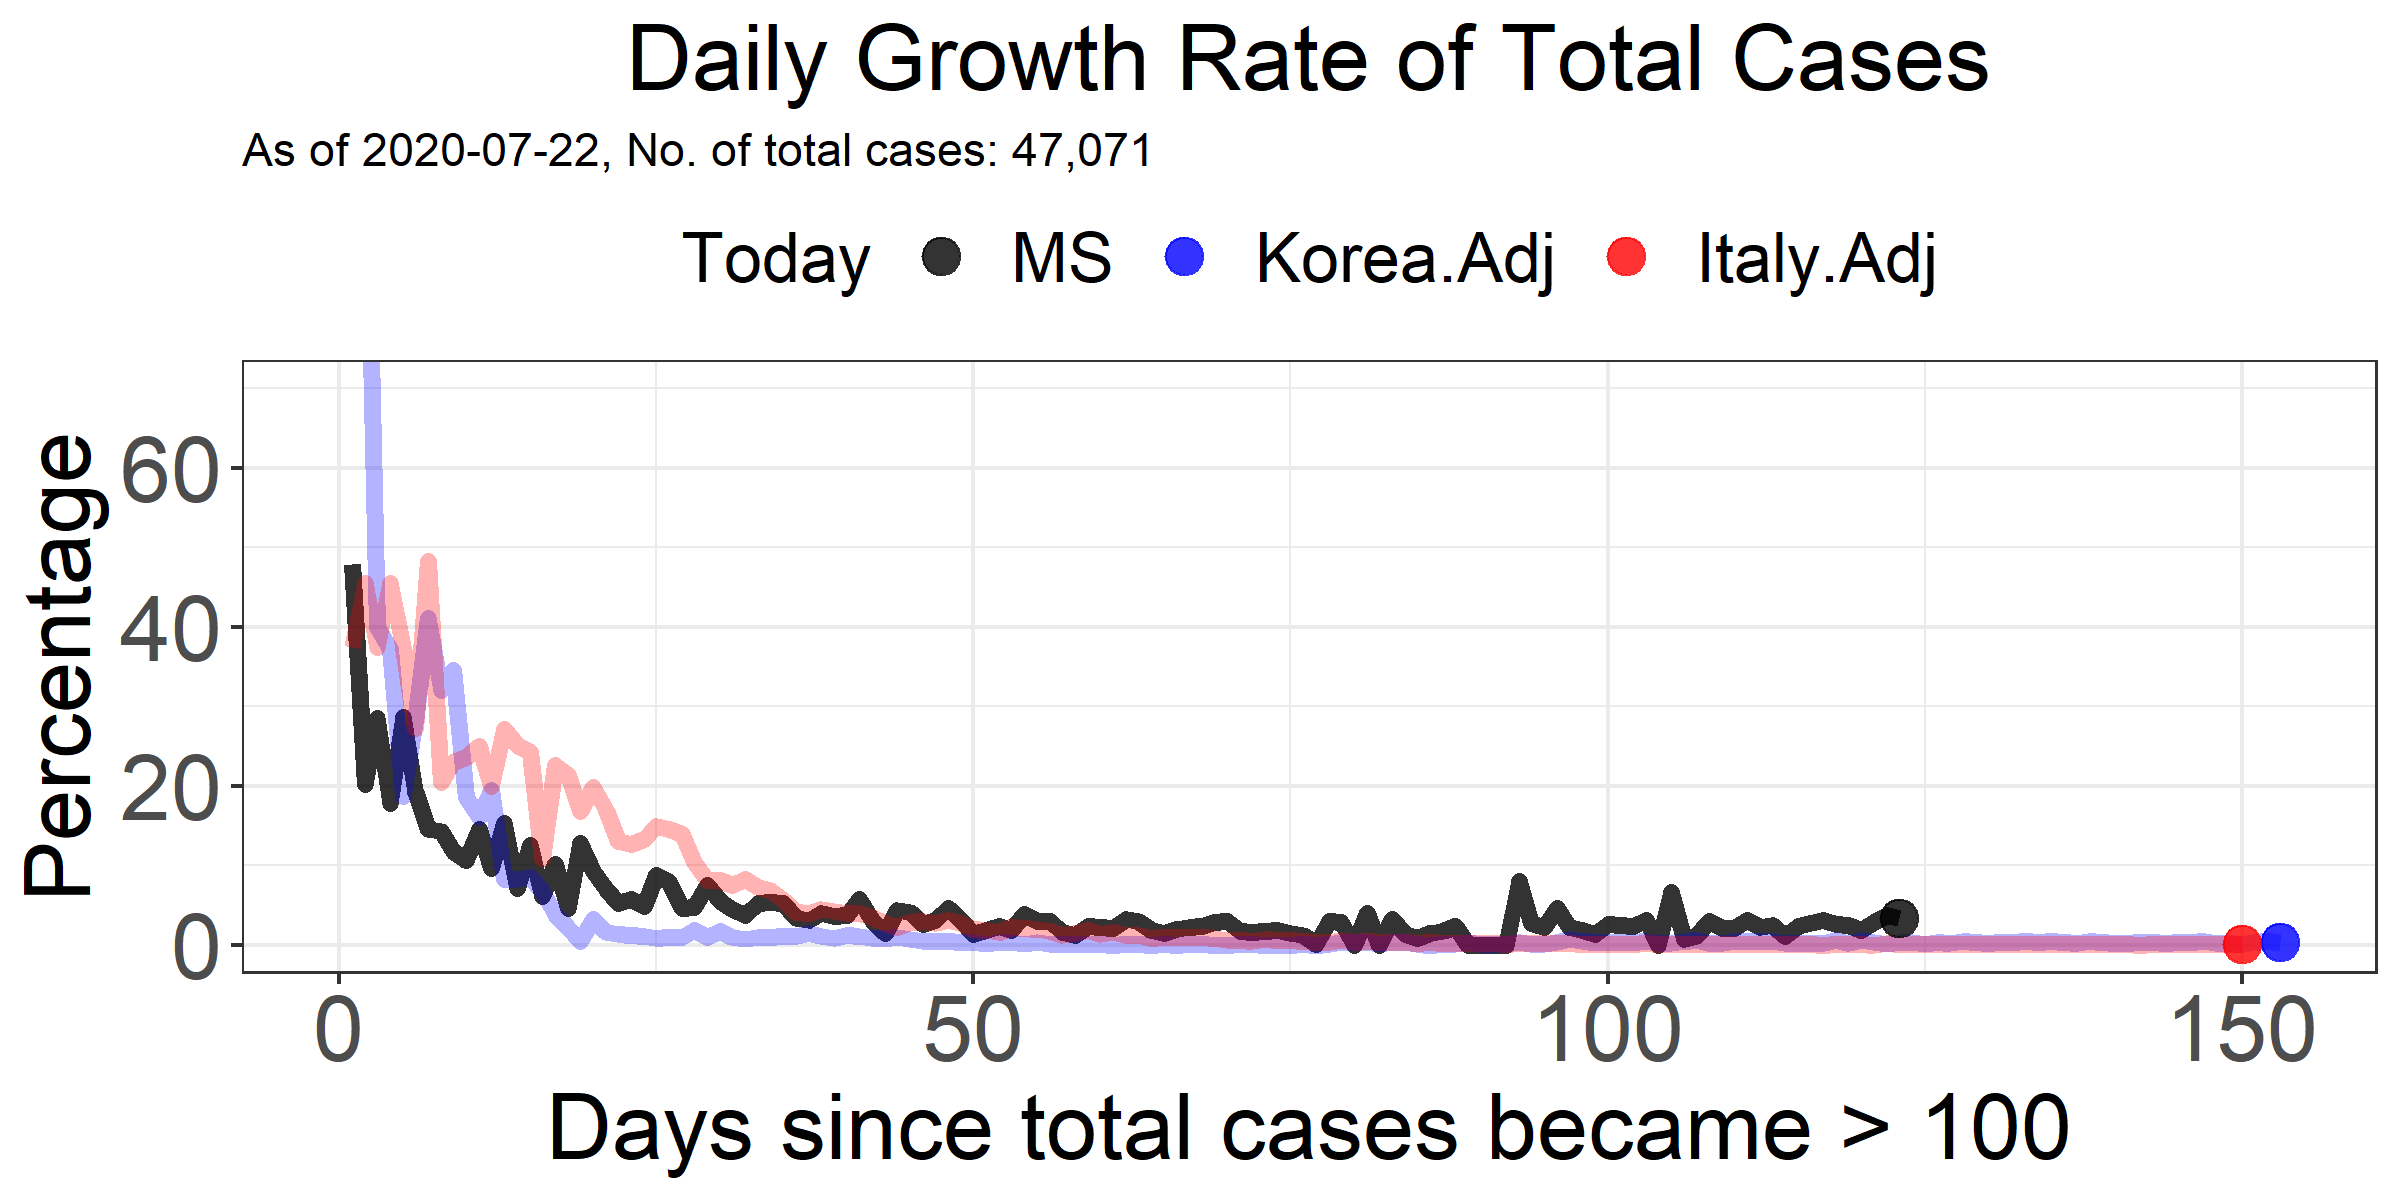 Daily Growth Rate of Total Cases
As of 2020-07-22, No. of total cases: 47,071
Today MS Korea.Adj Italy.Adj
Percentage
60
40
20
0
0 50 100 150
Days since total cases became > 100